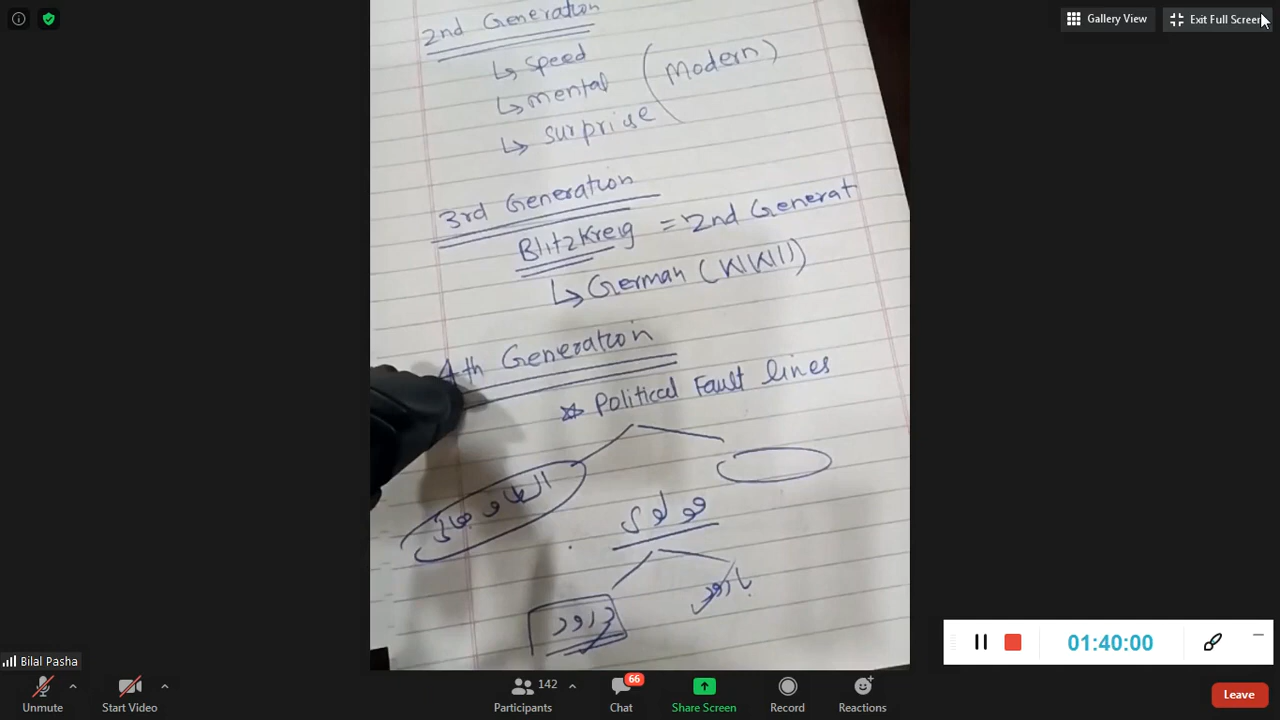 Gallery View
Exit Full Screen
2nd Generation
↳ speed
↳ mental
↳ surprise
(Modern)
3rd Generation
BlitzKreig = 2nd Generat
↳ German (WWII)
4th Generation
* Political Fault lines
01:40:00
Bilal Pasha
Unmute
Start Video
142
Participants
66
Chat
Share Screen
Record
Reactions
Leave